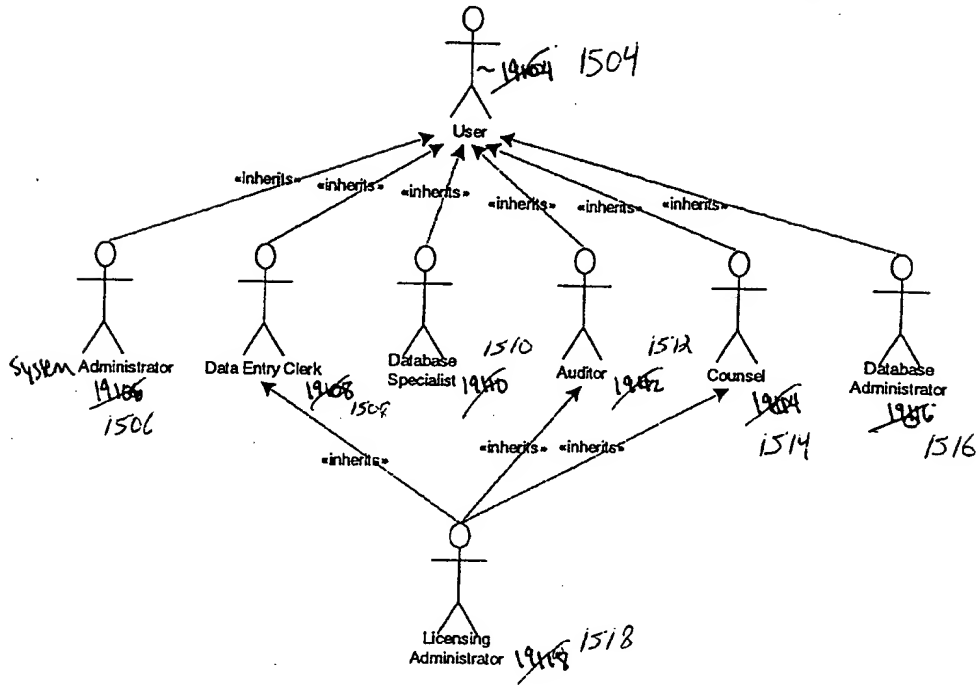 1504
User
«inherits»
«inherits»
«inherits»
«inherits»
«inherits»
«inherits»
System Administrator
1506
Data Entry Clerk
1508
Database
Specialist
1510
Auditor
1512
Counsel
1514
Database
Administrator
1516
«inherits»
«inherits»
«inherits»
Licensing
Administrator
1518